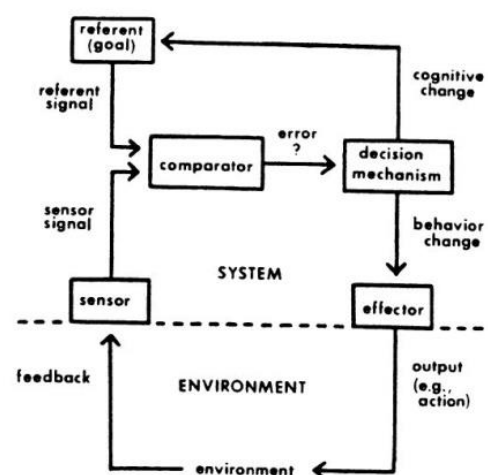 referent
(goal)
referent
signal
cognitive
change
error
?
comparator
decision
mechanism
sensor
signal
behavior
change
SYSTEM
sensor
effector
feedback
ENVIRONMENT
output
(e.g.,
action)
environment